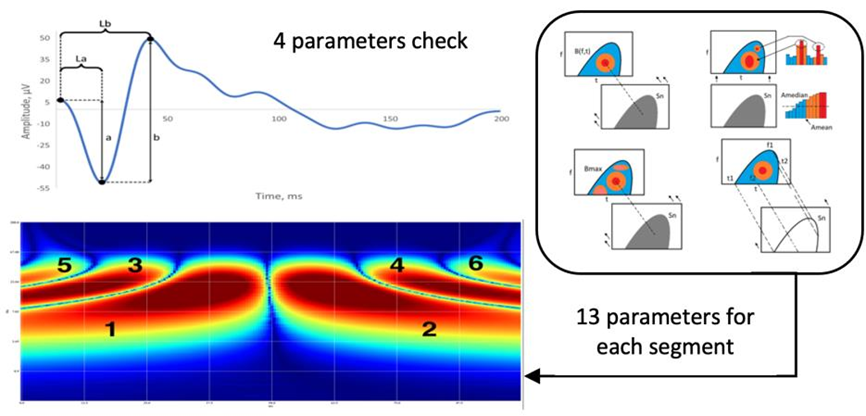 4 parameters check
Lb
La
50
35
20
5
-10
-25
-40
-55
Amplitude, µV
a
b
50
100
150
200
Time, ms
5
3
4
6
1
2
B(f,t)
f
t
Sn
f
t
Sn
Amedian
Amean
Bmax
f
t
Sn
f
f1
t1
f2
t2
t
Sn
13 parameters for
each segment